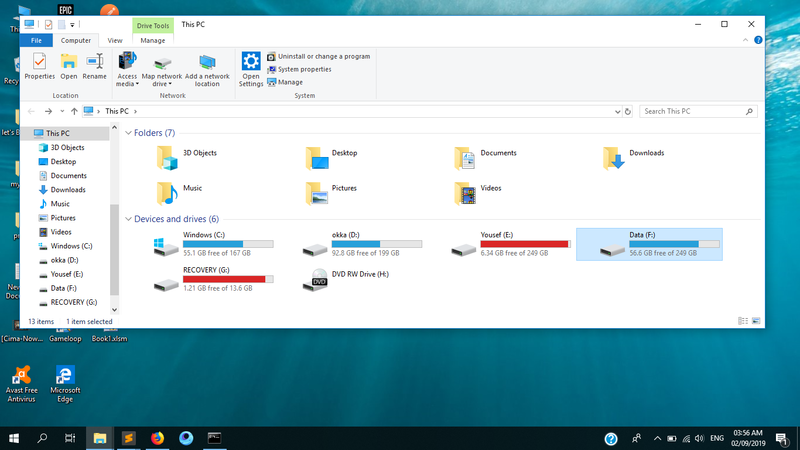 EPIC
Drive Tools
This PC
File
Computer
View
Manage
Properties
Open
Rename
Access media
Map network drive
Add a network location
Open Settings
Uninstall or change a program
System properties
Manage
Location
Network
System
This PC
Search This PC
This PC
3D Objects
Desktop
Documents
Downloads
Music
Pictures
Videos
Windows (C:)
okka (D:)
Yousef (E:)
Data (F:)
RECOVERY (G:)
Folders (7)
3D Objects
Desktop
Documents
Downloads
Music
Pictures
Videos
Devices and drives (6)
Windows (C:)
55.1 GB free of 167 GB
okka (D:)
92.8 GB free of 199 GB
Yousef (E:)
6.34 GB free of 249 GB
Data (F:)
56.6 GB free of 249 GB
RECOVERY (G:)
1.21 GB free of 13.6 GB
DVD RW Drive (H:)
DVD
13 items
1 item selected
[Cima-Now...
Gameloop
Book1.xlsm
Avast Free Antivirus
Microsoft Edge
ENG
03:56 AM
02/09/2019